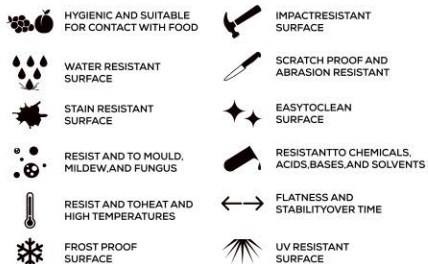 HYGIENIC AND SUITABLE
FOR CONTACT WITH FOOD
WATER RESISTANT
SURFACE
STAIN RESISTANT
SURFACE
RESIST AND TO MOULD,
MILDEW,AND FUNGUS
RESIST AND TOHEAT AND
HIGH TEMPERATURES
FROST PROOF
SURFACE
IMPACTRESISTANT
SURFACE
SCRATCH PROOF AND
ABRASION RESISTANT
EASYTOCLEAN
SURFACE
RESISTANTTO CHEMICALS,
ACIDS,BASES,AND SOLVENTS
FLATNESS AND
STABILITYOVER TIME
UV RESISTANT
SURFACE